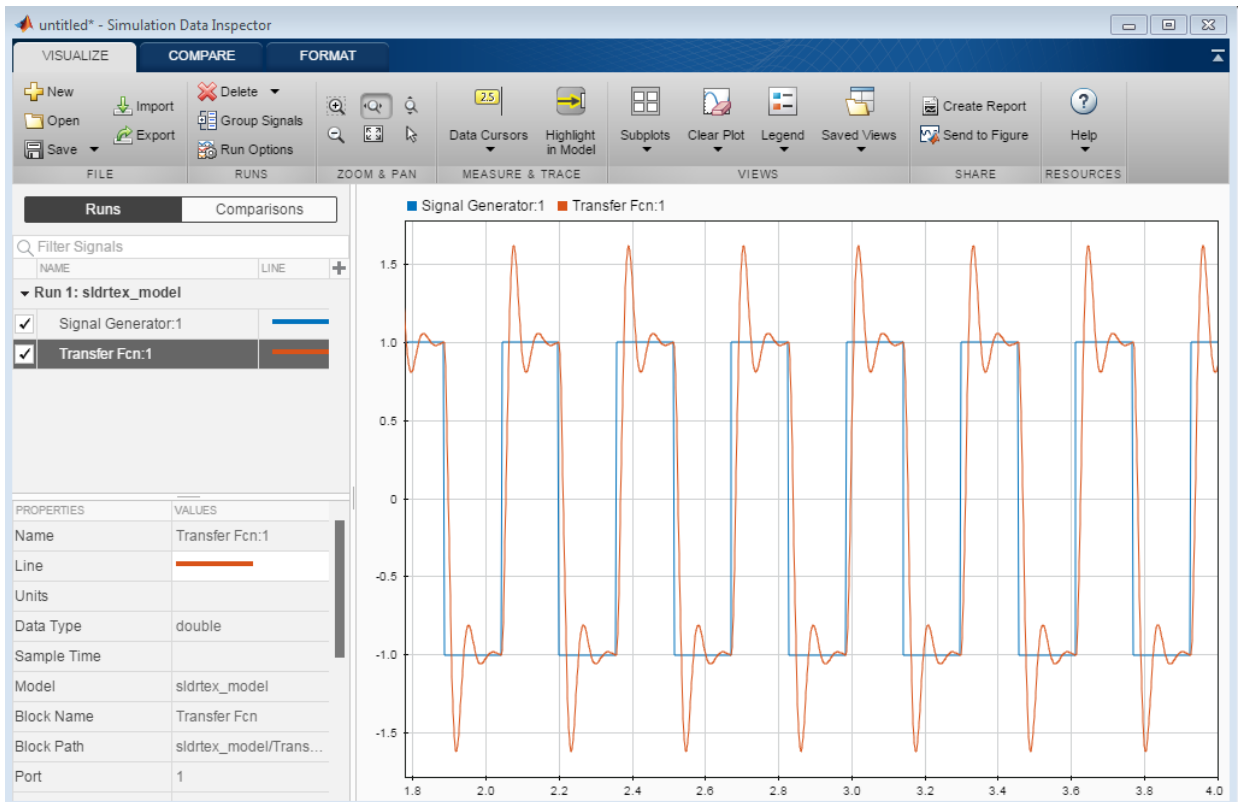 untitled* - Simulation Data Inspector
VISUALIZE COMPARE FORMAT
New
Open
Save
Import
Export
FILE
Delete
Group Signals
Run Options
RUNS
ZOOM & PAN
2.5
Data Cursors
Highlight
in Model
MEASURE & TRACE
Subplots
Clear Plot
Legend
Saved Views
VIEWS
Create Report
Send to Figure
SHARE
?
Help
RESOURCES
Runs Comparisons
Filter Signals
NAME LINE
Run 1: sldrtex_model
Signal Generator:1
Transfer Fcn:1
PROPERTIES VALUES
Name Transfer Fcn:1
Line
Units
Data Type double
Sample Time
Model sldrtex_model
Block Name Transfer Fcn
Block Path sldrtex_model/Trans...
Port 1
Signal Generator:1 Transfer Fcn:1
1.5
1.0
0.5
0
-0.5
-1.0
-1.5
1.8 2.0 2.2 2.4 2.6 2.8 3.0 3.2 3.4 3.6 3.8 4.0